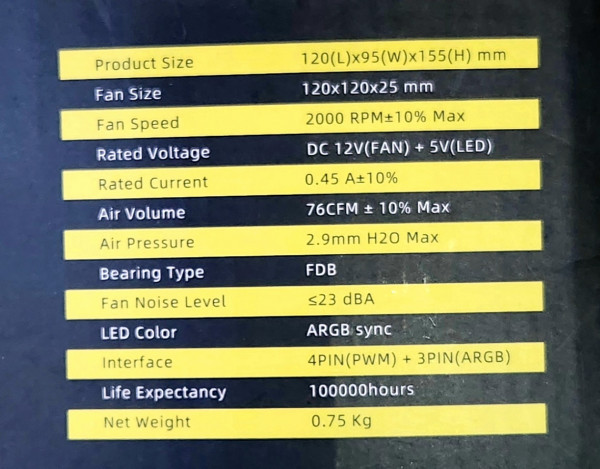 Product Size 120(L)x95(W)x155(H) mm
Fan Size 120x120x25 mm
Fan Speed 2000 RPM±10% Max
Rated Voltage DC 12V(FAN) + 5V(LED)
Rated Current 0.45 A±10%
Air Volume 76CFM ± 10% Max
Air Pressure 2.9mm H2O Max
Bearing Type FDB
Fan Noise Level ≤23 dBA
LED Color ARGB sync
Interface 4PIN(PWM) + 3PIN(ARGB)
Life Expectancy 100000hours
Net Weight 0.75 Kg